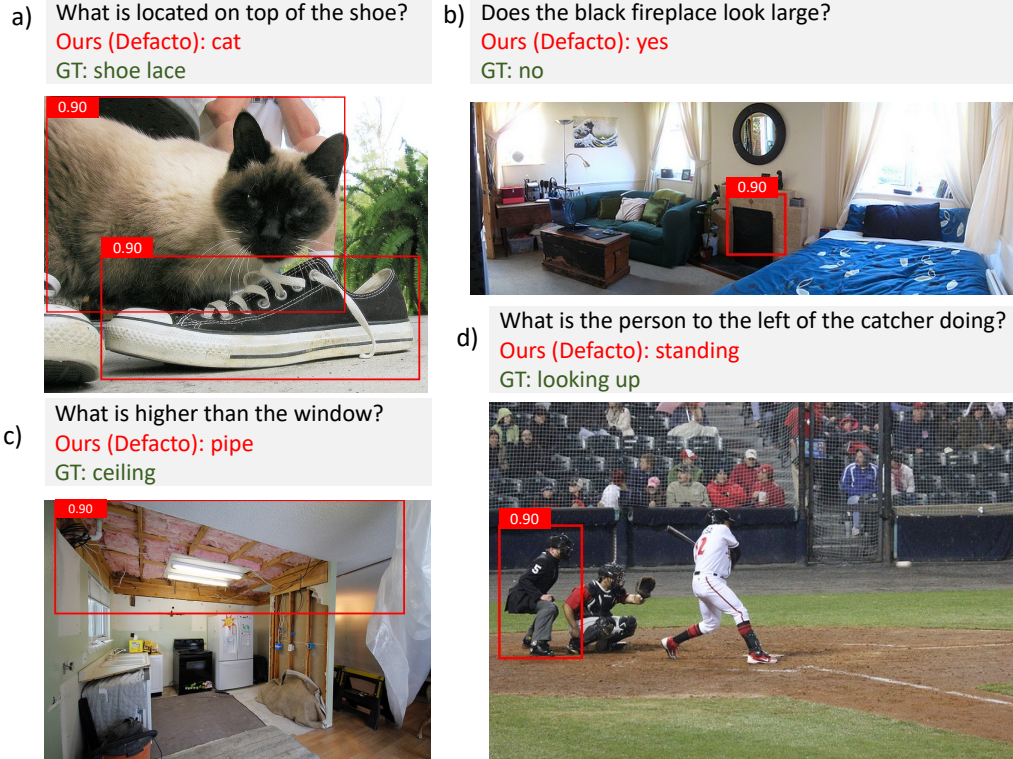 a)
What is located on top of the shoe?
Ours (Defacto): cat
GT: shoe lace
0.90
0.90
b)
Does the black fireplace look large?
Ours (Defacto): yes
GT: no
0.90
c)
What is higher than the window?
Ours (Defacto): pipe
GT: ceiling
0.90
d)
What is the person to the left of the catcher doing?
Ours (Defacto): standing
GT: looking up
0.90
5
2